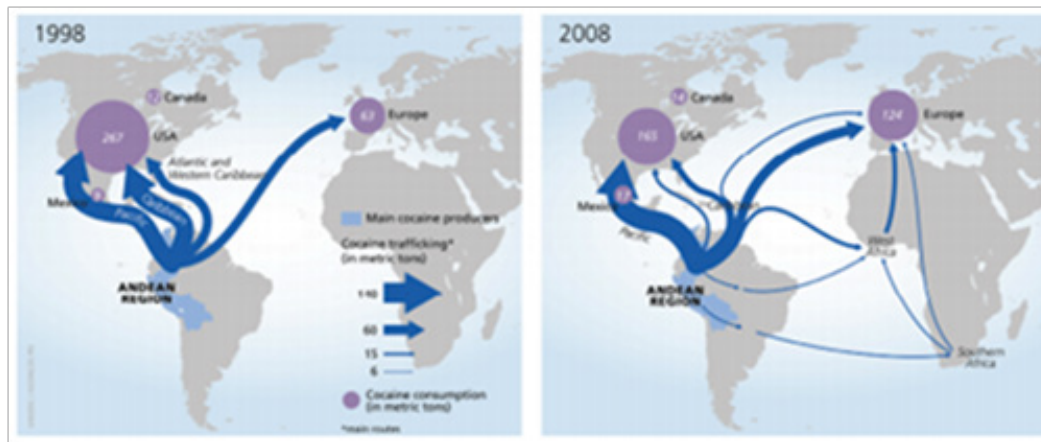 1998
Canada
267
USA
63
Europe
Atlantic and
Western Caribbean
Mexico
Pacific
Caribbean
Main cocaine producers
Cocaine trafficking*
(in metric tons)
ANDEAN
REGION
140
60
15
6
Cocaine consumption
(in metric tons)
*main routes
2008
14
Canada
165
USA
124
Europe
Mexico
17
Caribbean
Pacific
West
Africa
ANDEAN
REGION
Southern
Africa